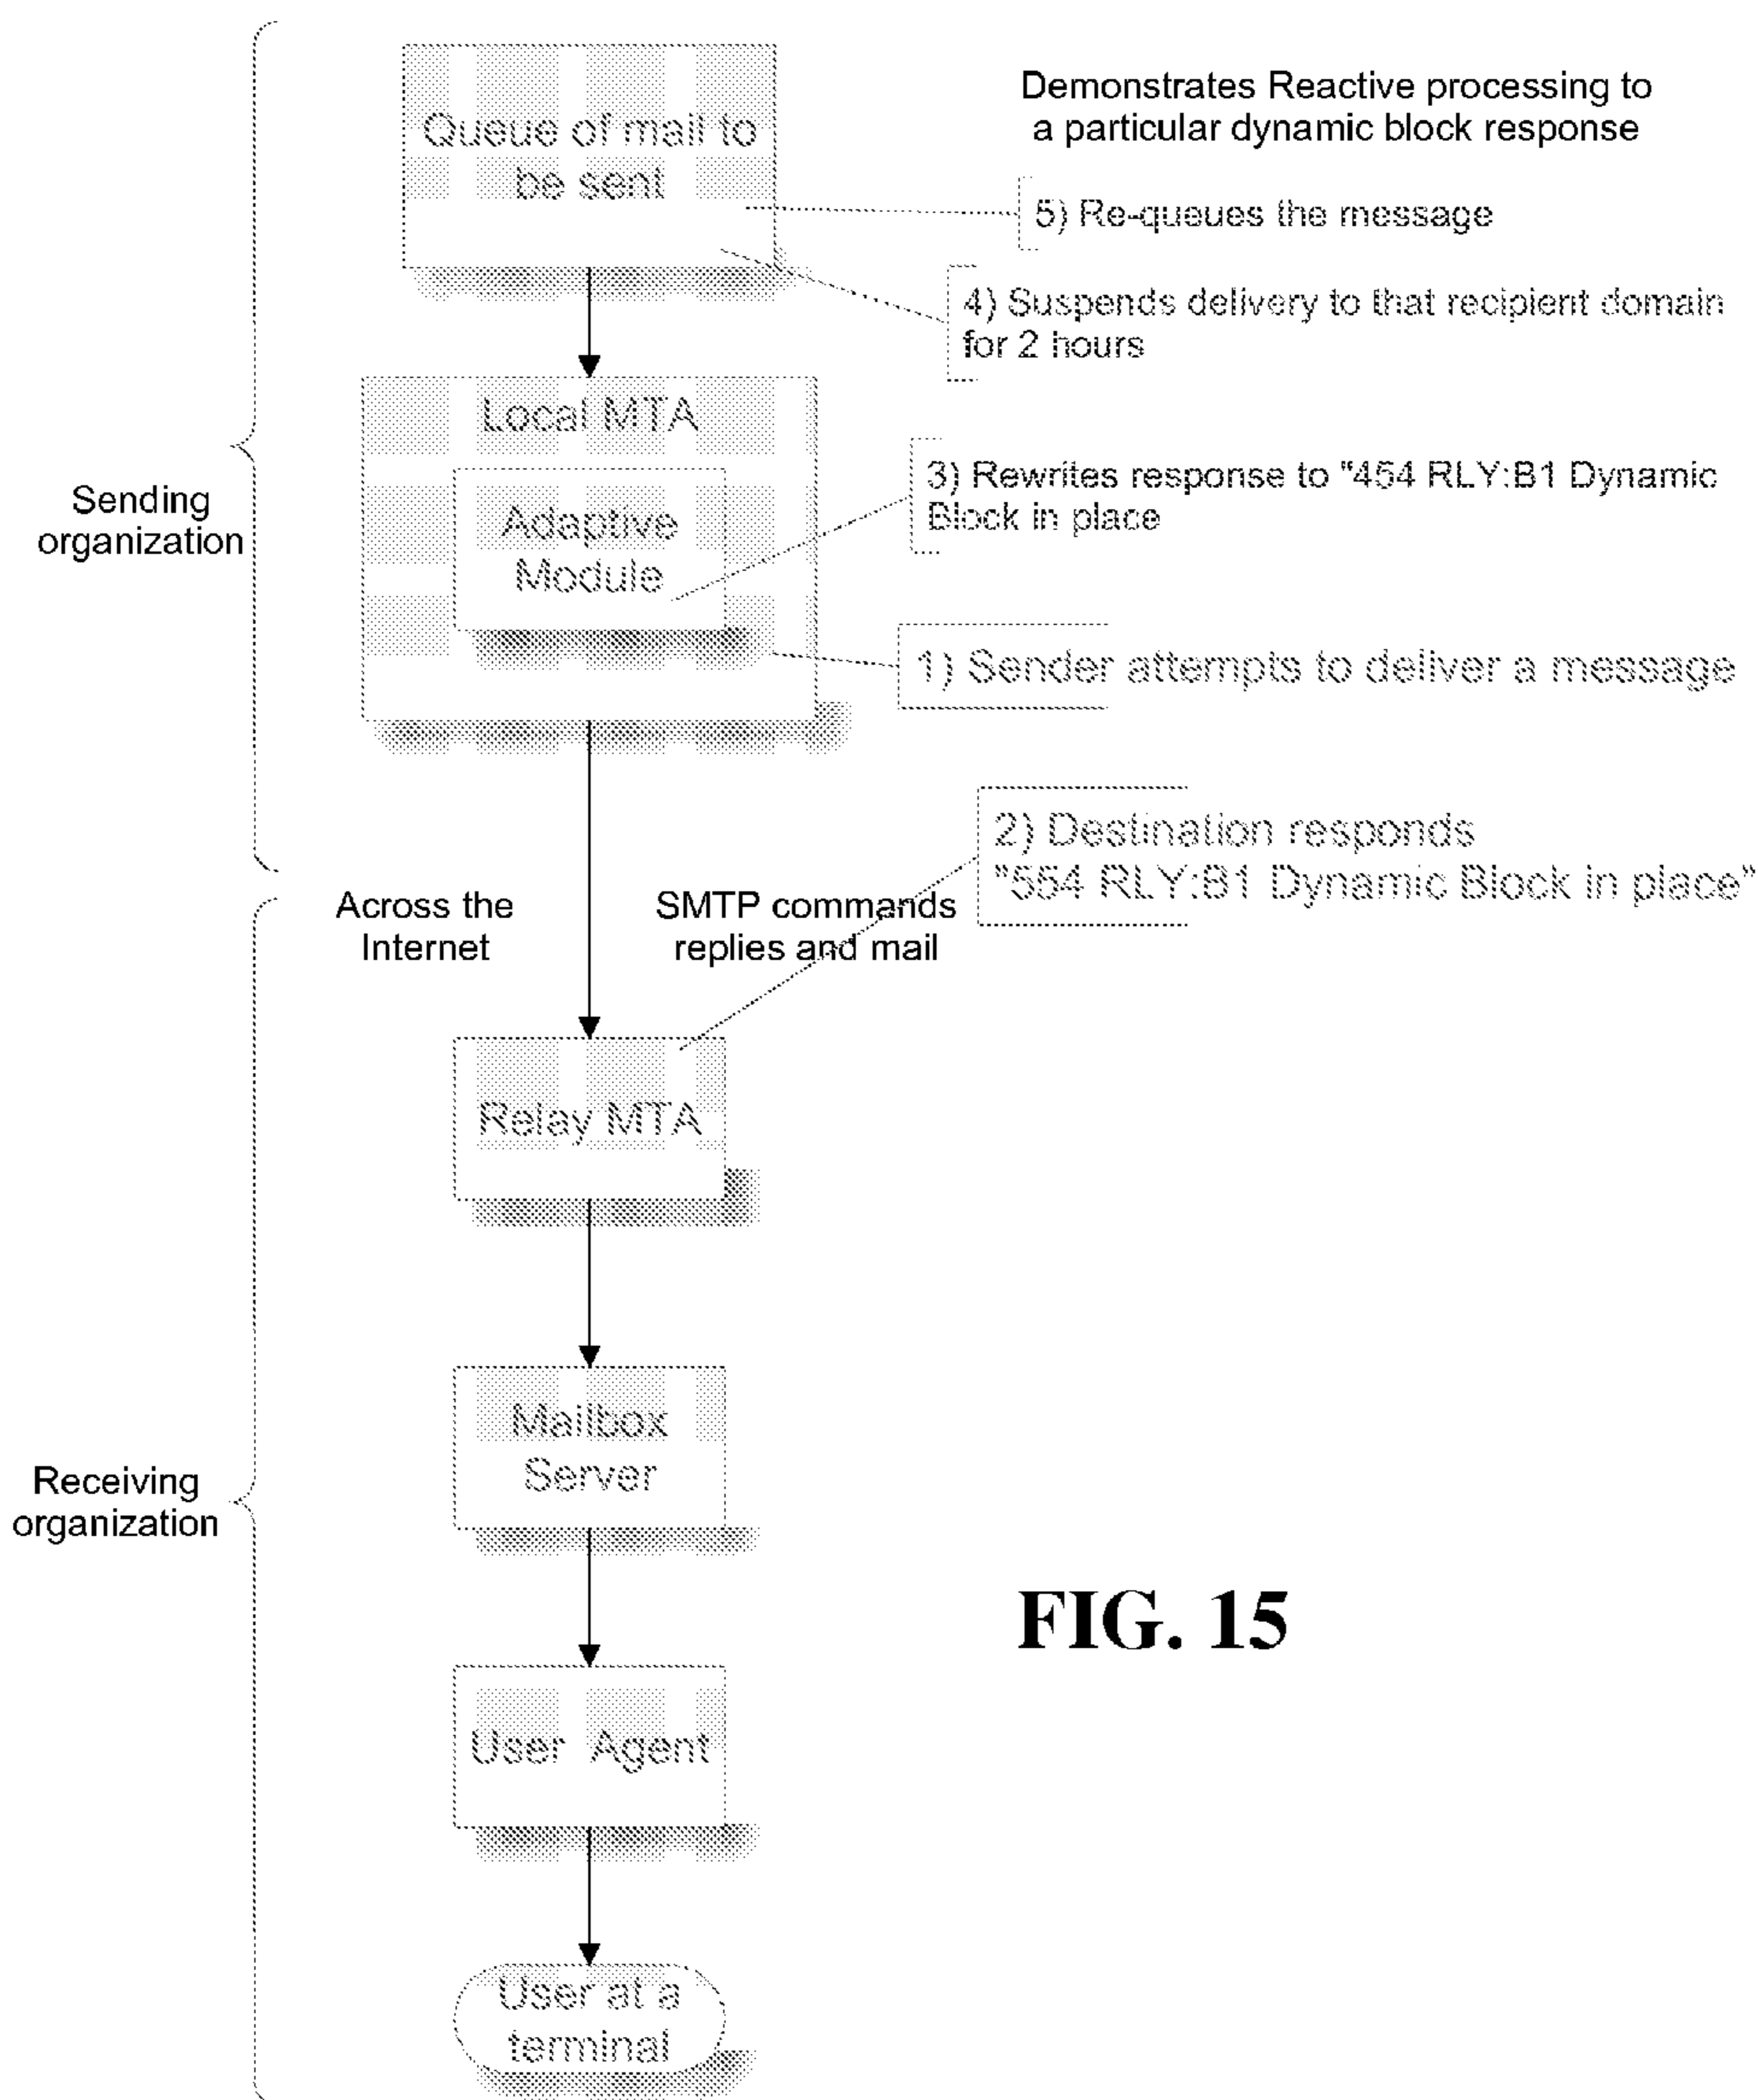 Queue of mail to
be sent
Demonstrates Reactive processing to
a particular dynamic block response
5) Re-queues the message
4) Suspends delivery to that recipient domain
for 2 hours
Local MTA
Adaptive
Module
3) Rewrites response to "454 RLY:B1 Dynamic
Block in place
Sending
organization
1) Sender attempts to deliver a message
2) Destination responds
"554 RLY:B1 Dynamic Block in place"
Across the
Internet
SMTP commands
replies and mail
Relay MTA
Mailbox
Server
Receiving
organization
FIG. 15
User Agent
User at a
terminal